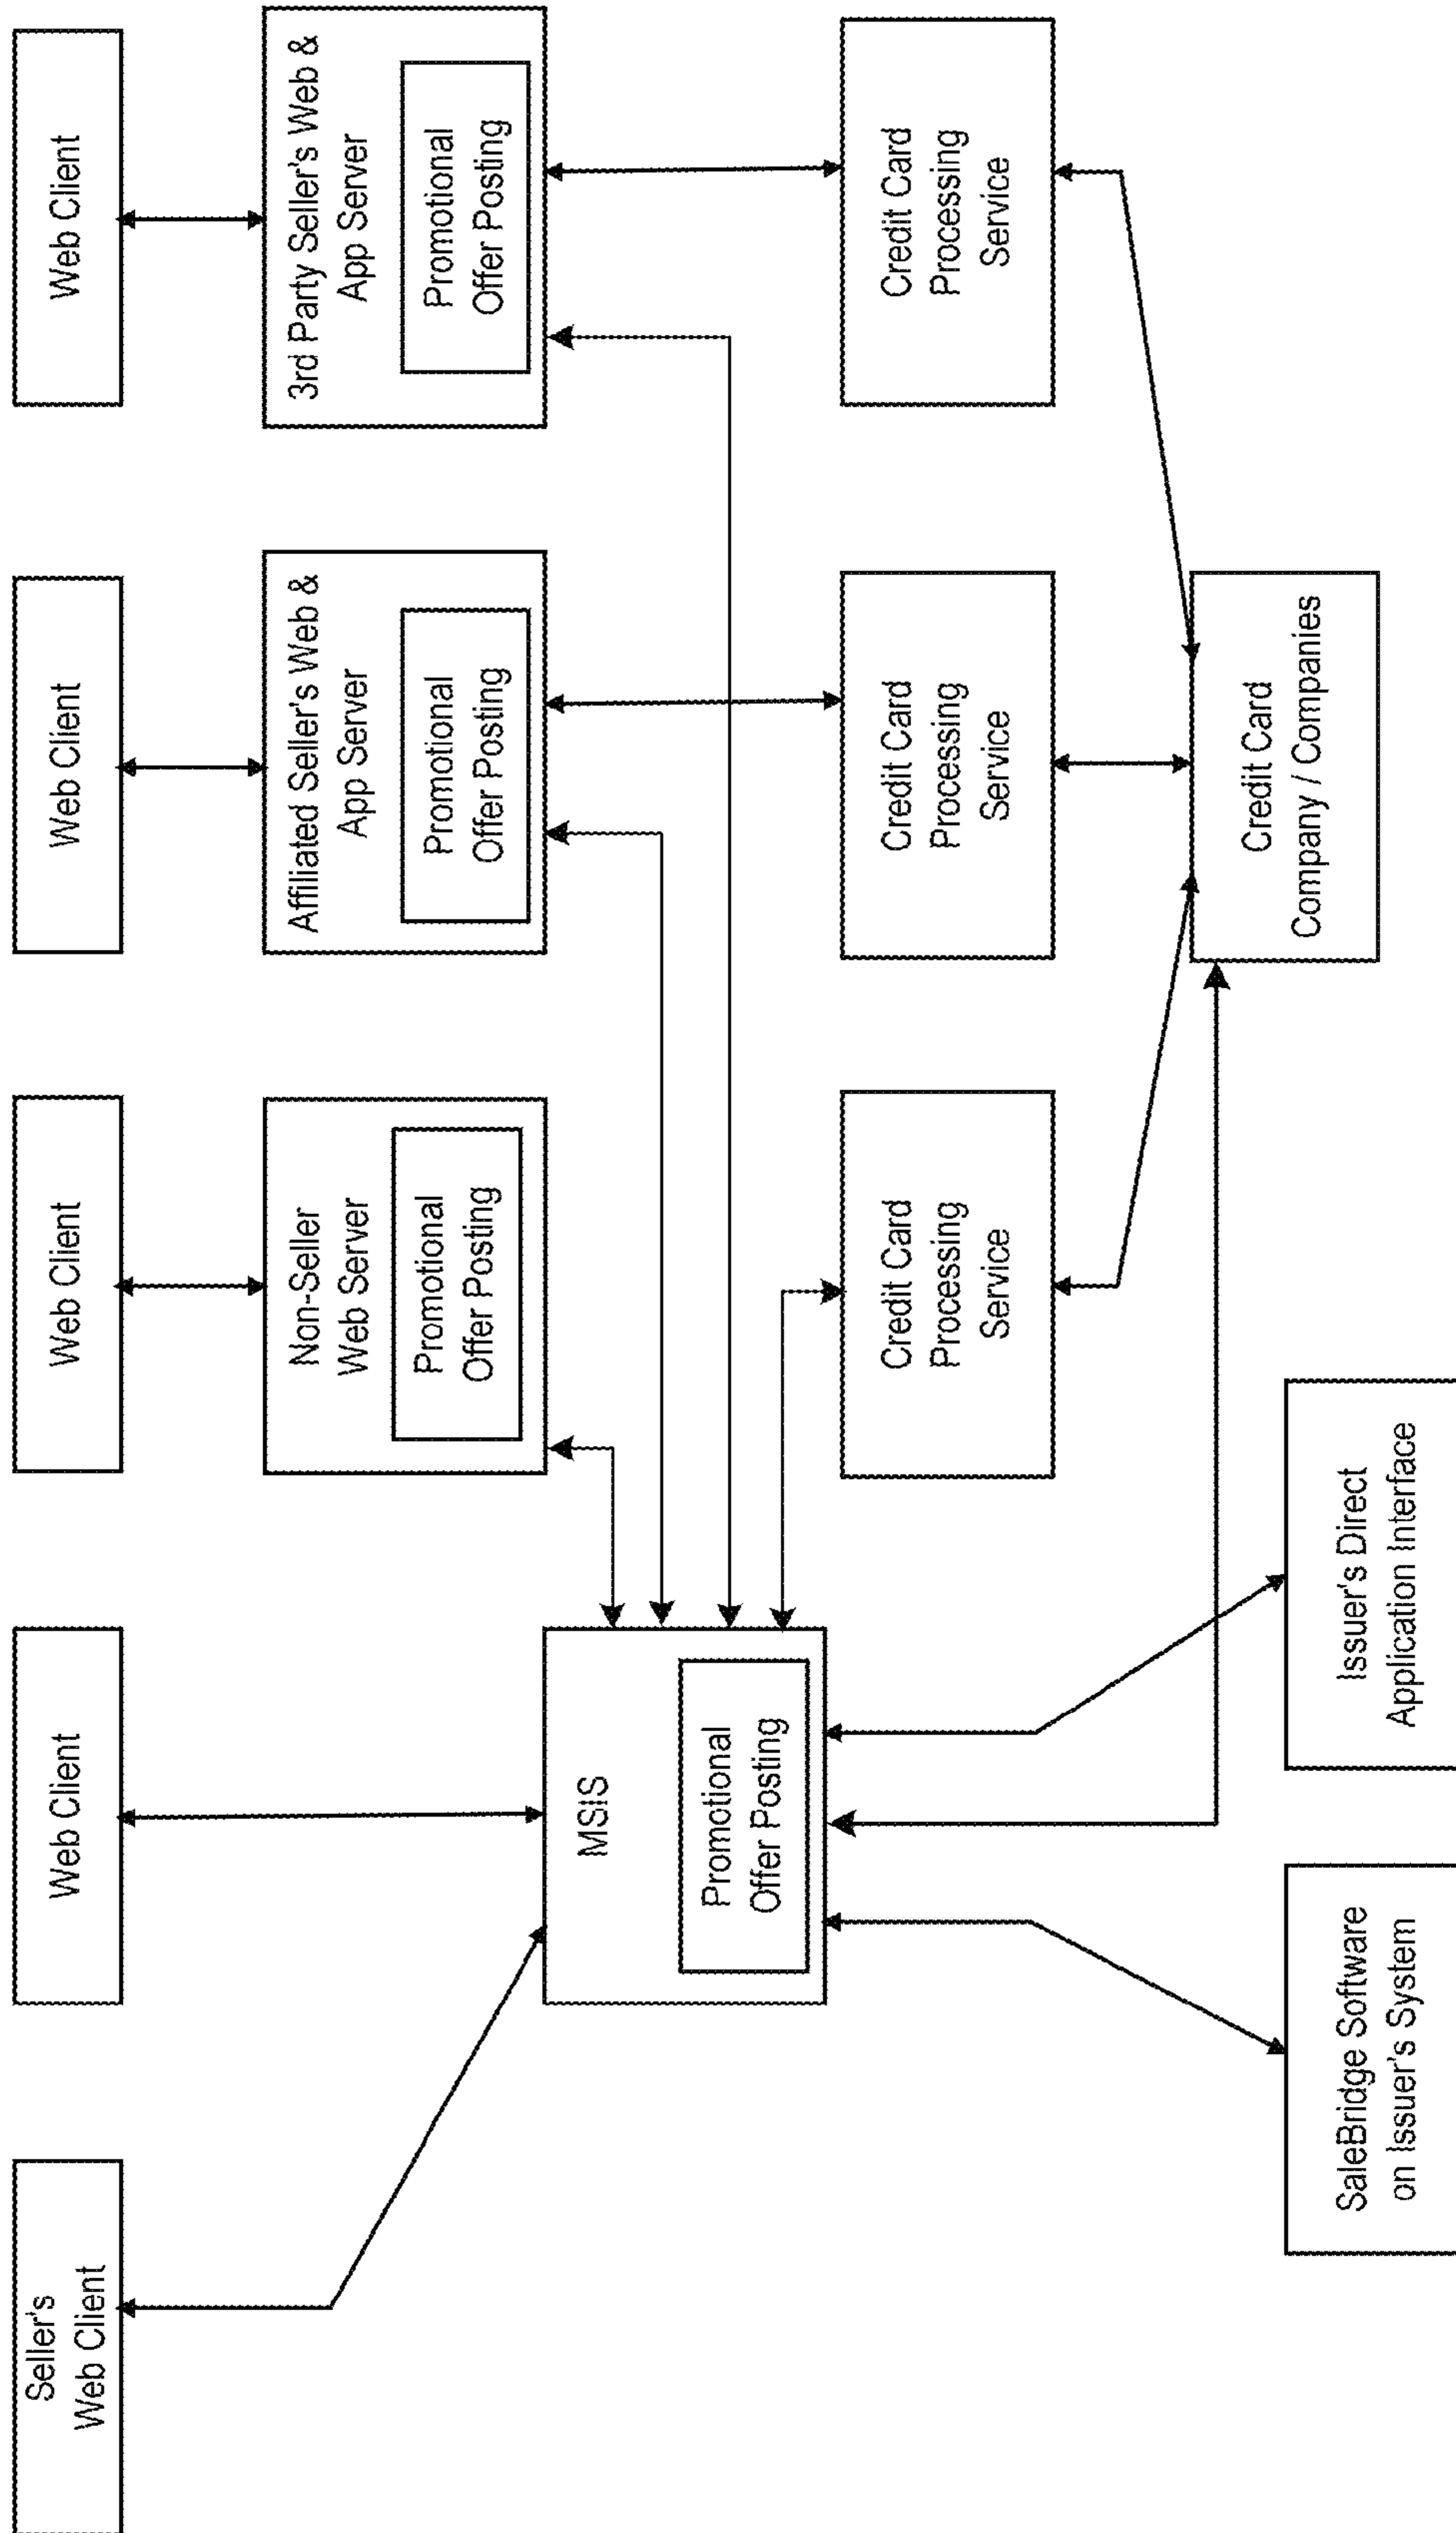 Seller's
Web Client
Web Client
Web Client
Web Client
Web Client
Non-Seller
Web Server
Promotional
Offer Posting
Affiliated Seller's Web &
App Server
Promotional
Offer Posting
3rd Party Seller's Web &
App Server
Promotional
Offer Posting
MSIS
Promotional
Offer Posting
Credit Card
Processing
Service
Credit Card
Processing
Service
Credit Card
Processing
Service
Credit Card
Company / Companies
SaleBridge Software
on Issuer's System
Issuer's Direct
Application Interface